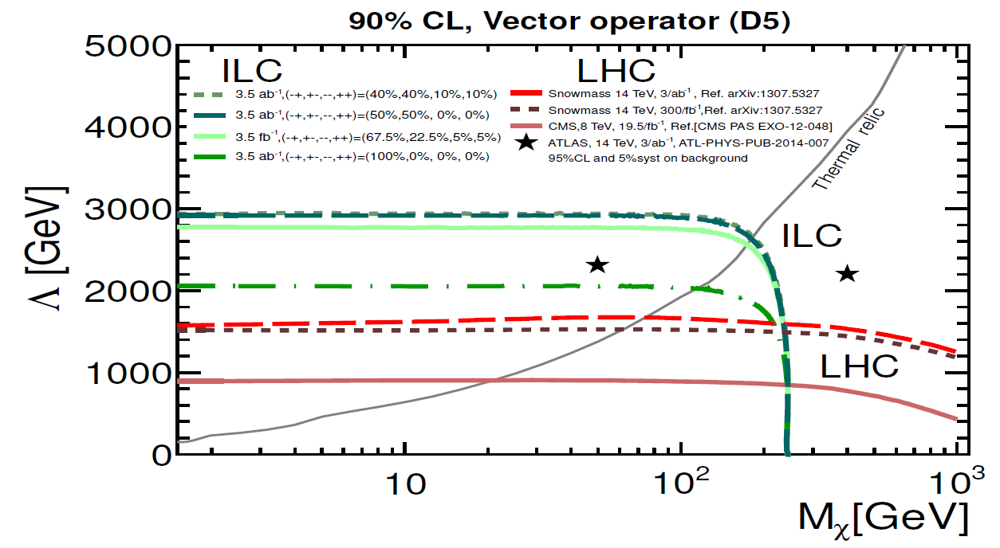 90% CL, Vector operator (D5)
5000
4000
3000
2000
1000
0
Λ [GeV]
ILC
3.5 ab⁻¹,(-+,+-,--,++)=(40%,40%,10%,10%)
3.5 ab⁻¹,(-+,+-,--,++)=(50%,50%, 0%, 0%)
3.5 fb⁻¹,(-+,+-,--,++)=(67.5%,22.5%,5%,5%)
3.5 ab⁻¹,(-+,+-,--,++)=(100%,0%, 0%, 0%)
LHC
Snowmass 14 TeV, 3/ab⁻¹ , Ref. arXiv:1307.5327
Snowmass 14 TeV, 300/fb⁻¹,Ref. arXiv:1307.5327
CMS,8 TeV, 19.5/fb⁻¹, Ref.[CMS PAS EXO-12-048]
ATLAS, 14 TeV, 3/ab⁻¹, ATL-PHYS-PUB-2014-007
95%CL and 5%syst on background
Thermal relic
ILC
LHC
10
10²
10³
Mχ[GeV]